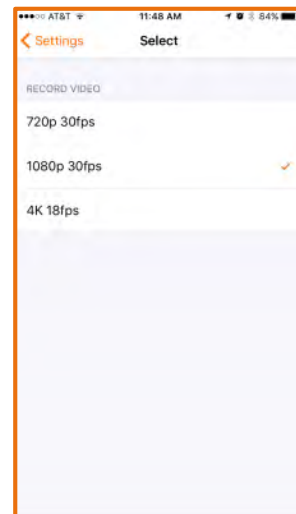 AT&T 11:48 AM 84%
Settings Select
RECORD VIDEO
720p 30fps
1080p 30fps
4K 18fps